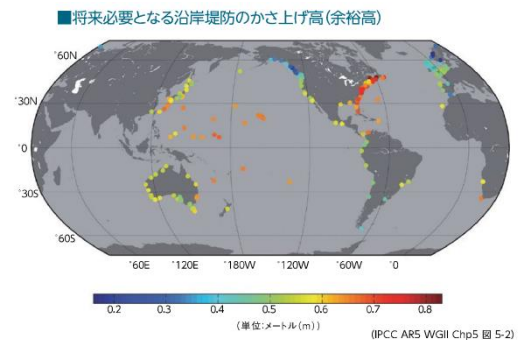 ■将来必要となる沿岸堤防のかさ上げ高(余裕高)
°60N
°30N
°0
°30S
°60S
°60E
°120E
°180W
°120W
°60W
°0
0.2 0.3 0.4 0.5 0.6 0.7 0.8
(単位:メートル(m))
(IPCC AR5 WGII Chp5 図 5-2)